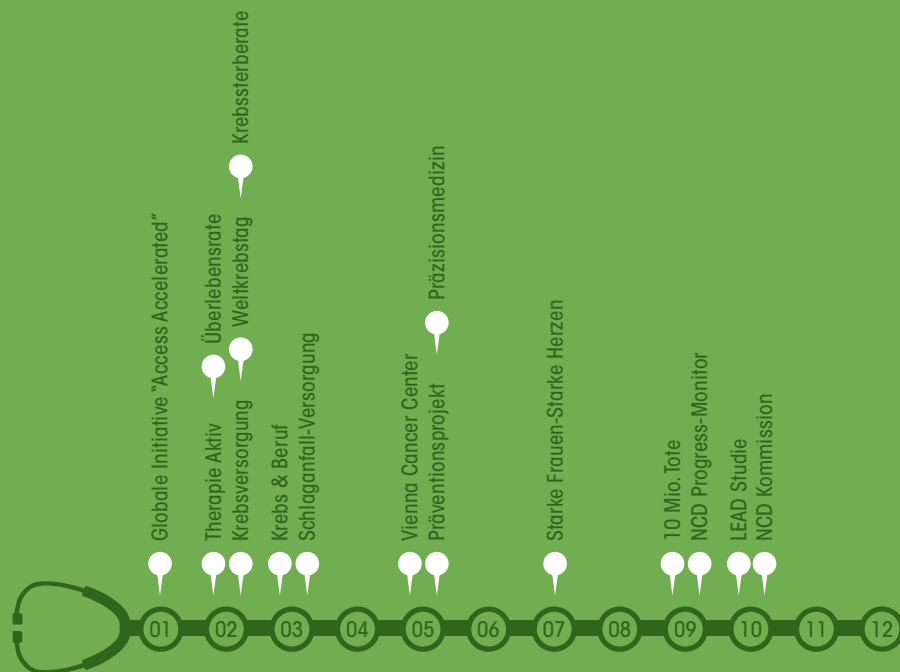 Globale Initiative “Access Accelerated”
Therapie Aktiv
Überlebensrate
Krebsversorgung
Weltkrebstag
Krebssterberate
Krebs & Beruf
Schlaganfall-Versorgung
Vienna Cancer Center
Präventionsprojekt
Präzisionsmedizin
Starke Frauen-Starke Herzen
10 Mio. Tote
NCD Progress-Monitor
LEAD Studie
NCD Kommission
01 02 03 04 05 06 07 08 09 10 11 12